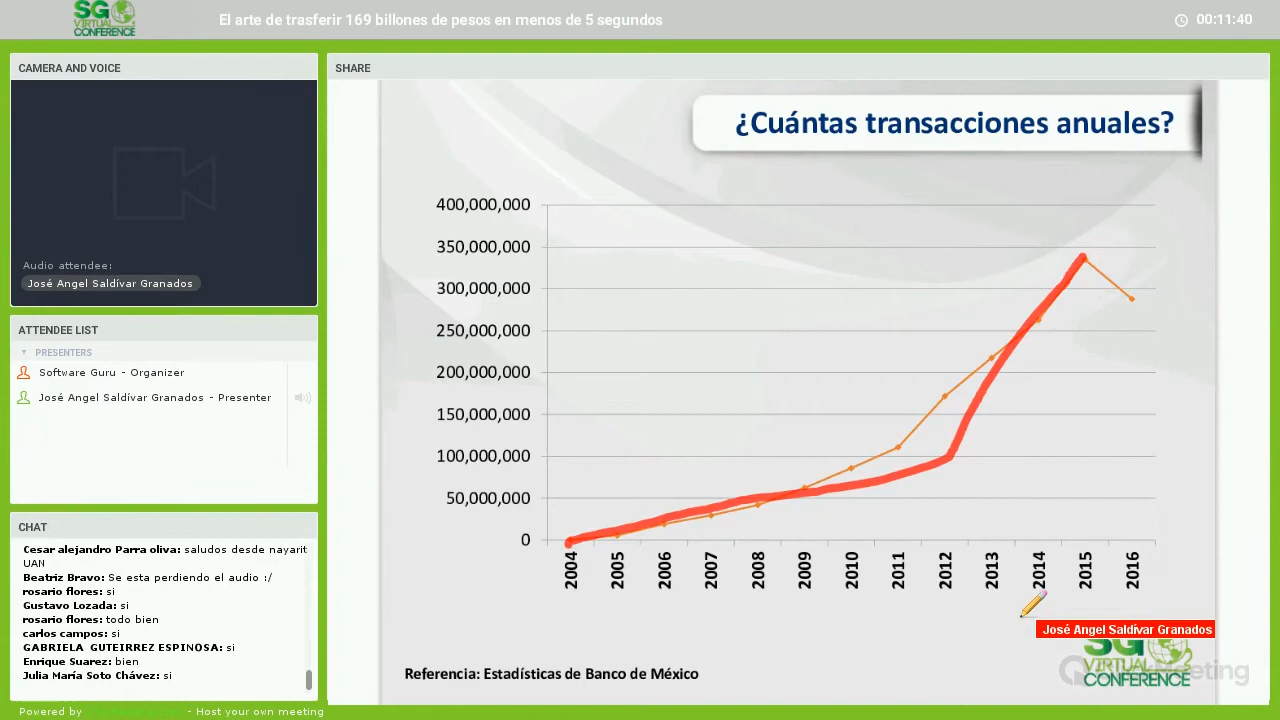 SG
VIRTUAL
CONFERENCE
El arte de trasferir 169 billones de pesos en menos de 5 segundos
00:11:40
CAMERA AND VOICE
Audio attendee:
José Angel Saldívar Granados
ATTENDEE LIST
PRESENTERS
Software Guru - Organizer
José Angel Saldívar Granados - Presenter
CHAT
Cesar alejandro Parra oliva: saludos desde nayarit
UAN
Beatriz Bravo: Se esta perdiendo el audio :/
rosario flores: si
Gustavo Lozada: si
rosario flores: todo bien
carlos campos: si
GABRIELA GUTEIRREZ ESPINOSA: si
Enrique Suarez: bien
Julia María Soto Chávez: si
Powered by - Host your own meeting
SHARE
¿Cuántas transacciones anuales?
400,000,000
350,000,000
300,000,000
250,000,000
200,000,000
150,000,000
100,000,000
50,000,000
0
2004 2005 2006 2007 2008 2009 2010 2011 2012 2013 2014 2015 2016
José Angel Saldívar Granados
Referencia: Estadísticas de Banco de México
SG
VIRTUAL
CONFERENCE